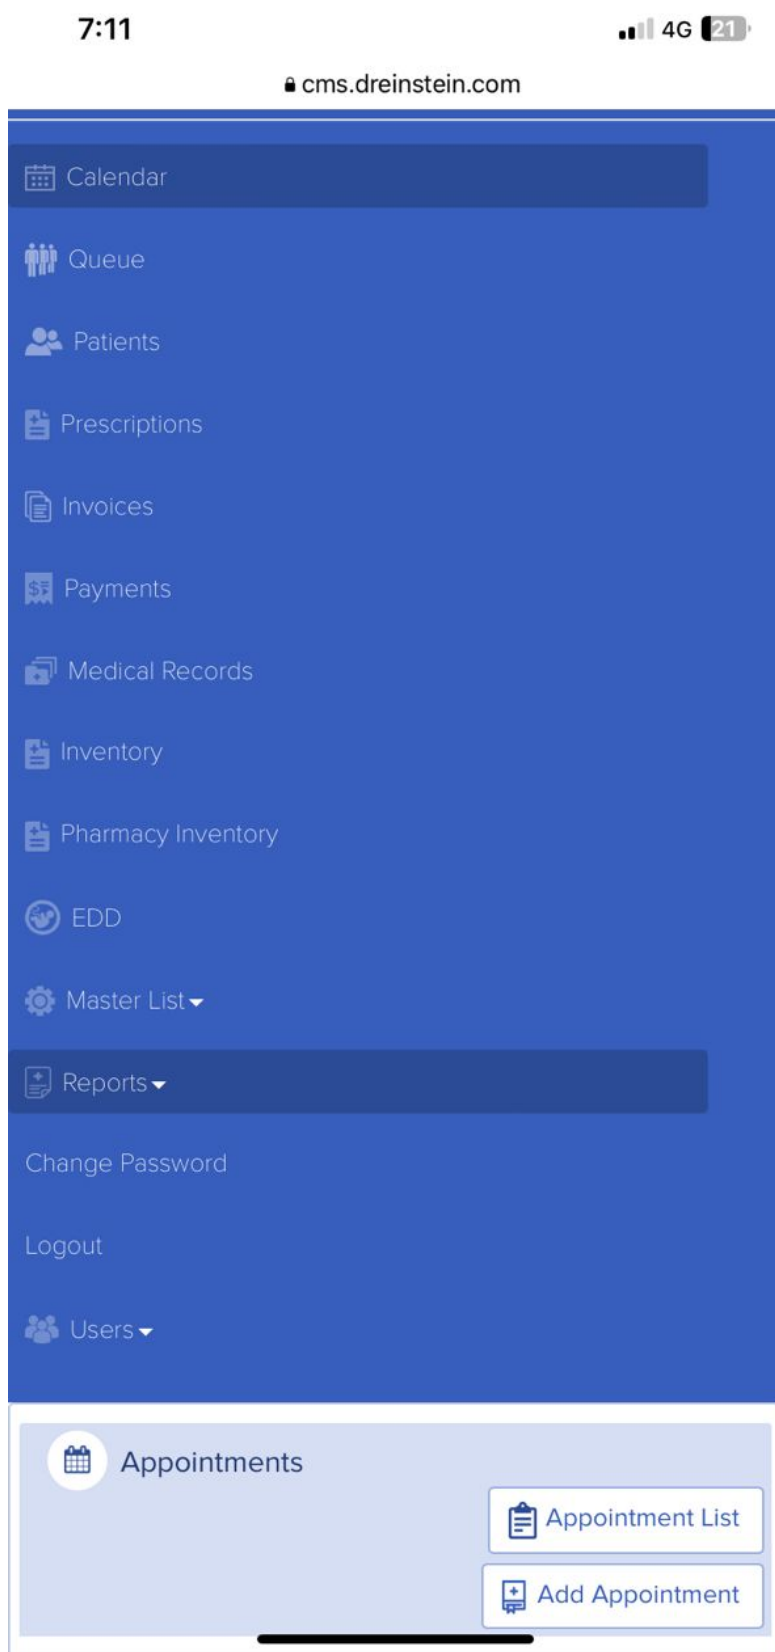 7:11
4G 21
cms.dreinstein.com
Calendar
Queue
Patients
Prescriptions
Invoices
Payments
Medical Records
Inventory
Pharmacy Inventory
EDD
Master List
Reports
Change Password
Logout
Users
Appointments
Appointment List
Add Appointment